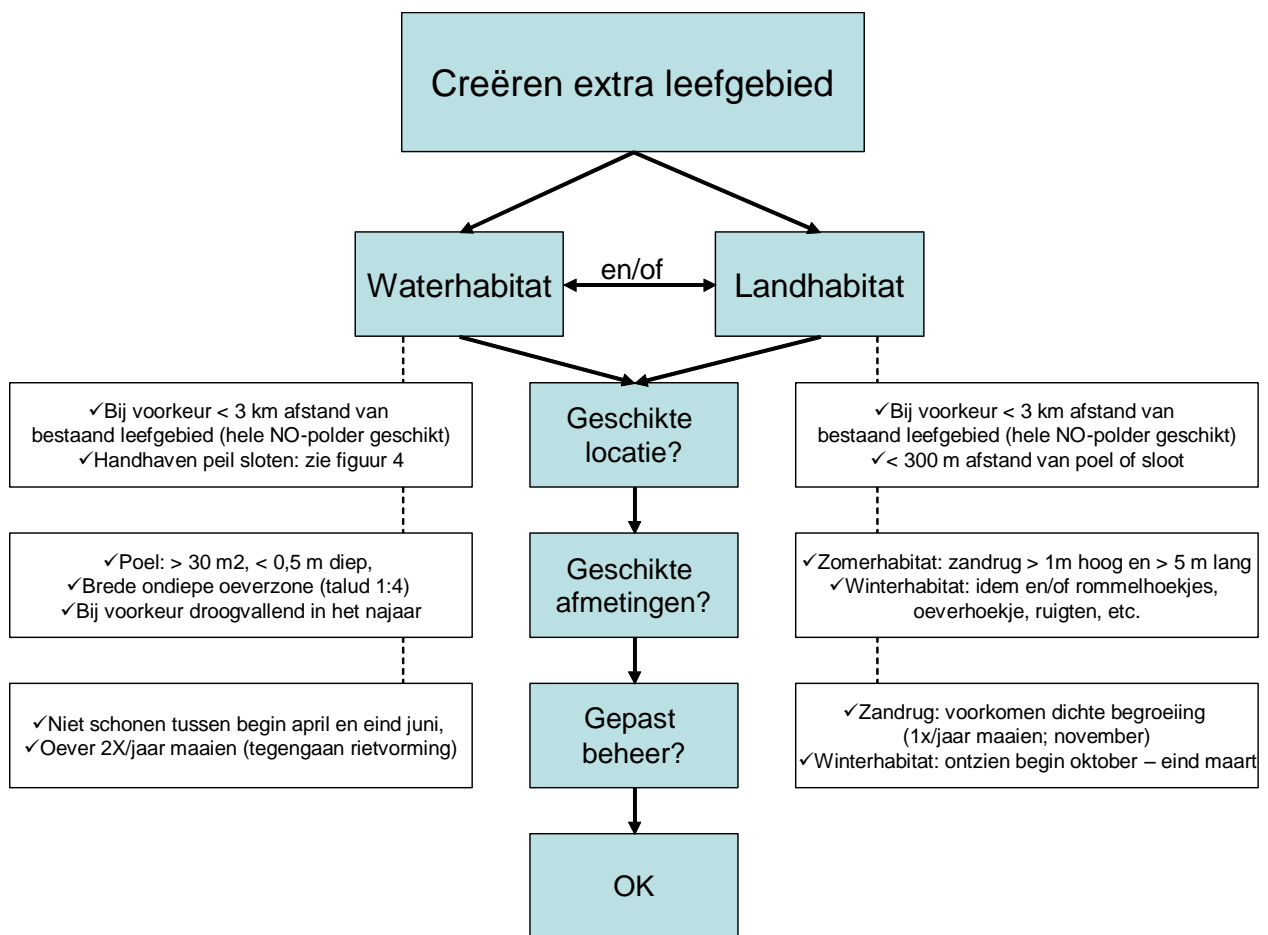 Creëren extra leefgebied
Waterhabitat
en/of
Landhabitat
✓Bij voorkeur < 3 km afstand van
bestaand leefgebied (hele NO-polder geschikt)
✓Handhaven peil sloten: zie figuur 4
Geschikte
locatie?
✓Bij voorkeur < 3 km afstand van
bestaand leefgebied (hele NO-polder geschikt)
✓< 300 m afstand van poel of sloot
✓Poel: > 30 m2, < 0,5 m diep,
✓Brede ondiepe oeverzone (talud 1:4)
✓Bij voorkeur droogvallend in het najaar
Geschikte
afmetingen?
✓Zomerhabitat: zandrug > 1m hoog en > 5 m lang
✓Winterhabitat: idem en/of rommelhoekjes,
oeverhoekje, ruigten, etc.
✓Niet schonen tussen begin april en eind juni,
✓Oever 2X/jaar maaien (tegengaan rietvorming)
Gepast
beheer?
✓Zandrug: voorkomen dichte begroeiing
(1x/jaar maaien; november)
✓Winterhabitat: ontzien begin oktober – eind maart
OK